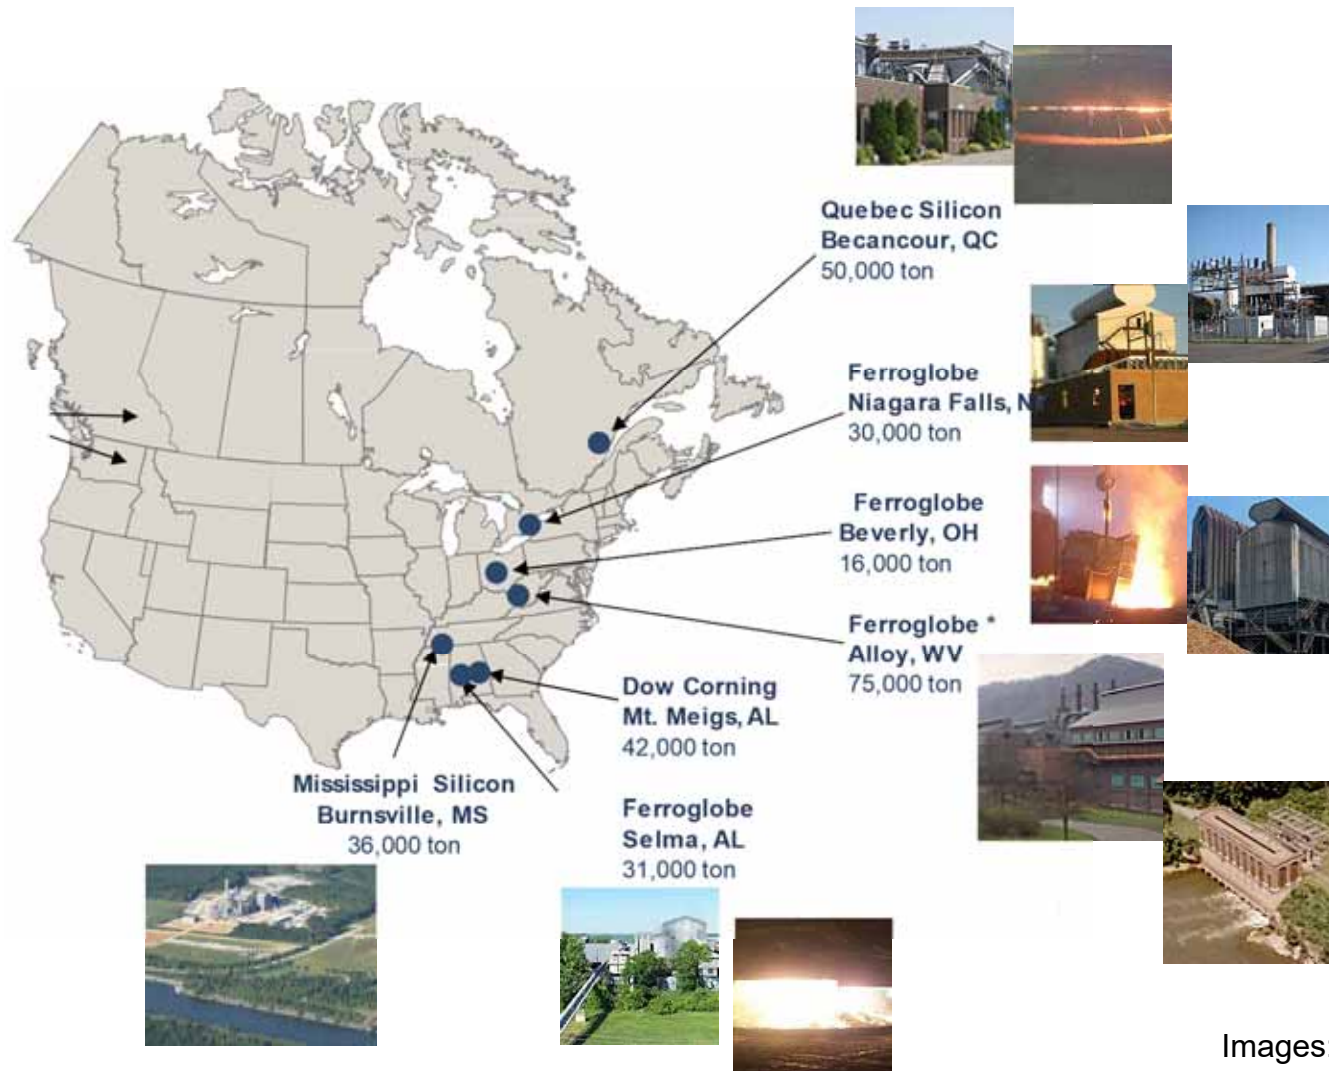 Quebec Silicon
Becancour, QC
50,000 ton
Ferroglobe
Niagara Falls, NY
30,000 ton
Ferroglobe
Beverly, OH
16,000 ton
Ferroglobe *
Alloy, WV
75,000 ton
Dow Corning
Mt. Meigs, AL
42,000 ton
Mississippi Silicon
Burnsville, MS
36,000 ton
Ferroglobe
Selma, AL
31,000 ton
Images: